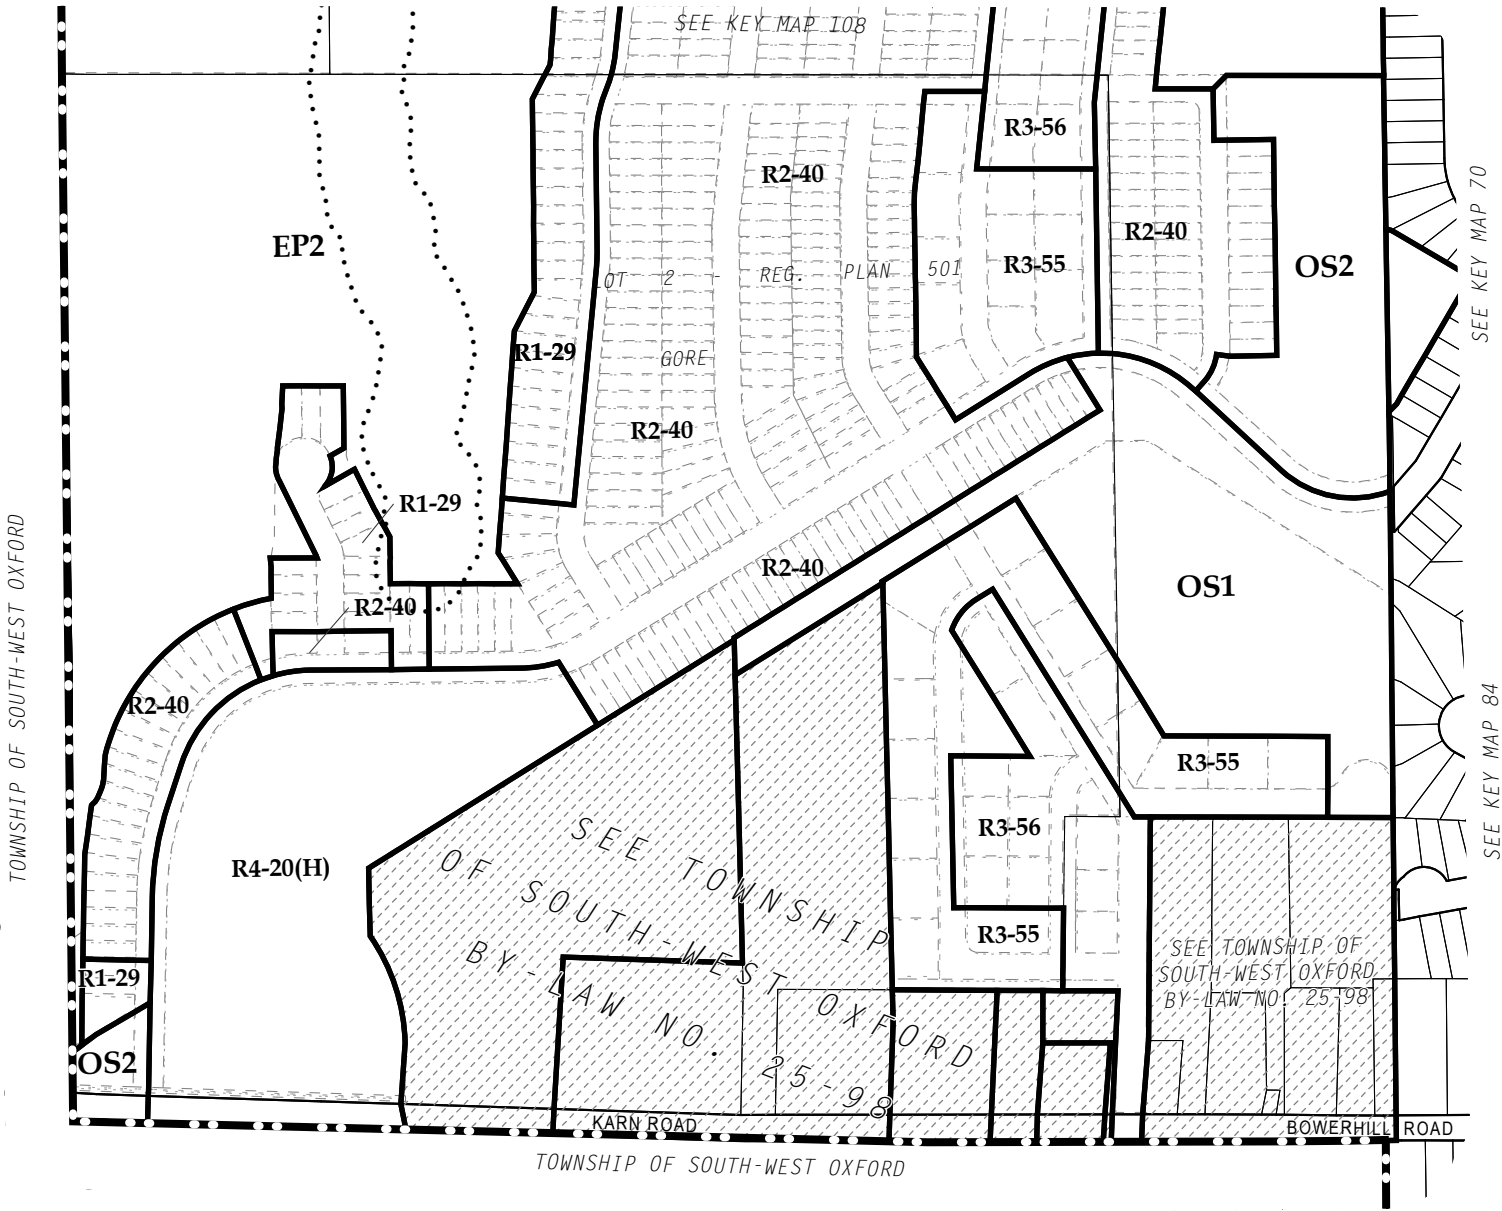 SEE KEY MAP 108
R3-56
R2-40
SEE KEY MAP 70
R2-40
EP2
R3-55
OS2
LOT 2 - REG. PLAN 501
R1-29
GORE
R2-40
R1-29
TOWNSHIP OF SOUTH-WEST OXFORD
R2-40
OS1
R2-40
R2-40
SEE KEY MAP 84
R3-55
R3-56
R4-20(H)
SEE TOWNSHIP
OF SOUTH-WEST OXFORD
BY-LAW NO. 25-98
R3-55
SEE TOWNSHIP OF
SOUTH-WEST OXFORD
BY-LAW NO. 25-98
R1-29
OS2
KARN ROAD
BOWERHILL ROAD
TOWNSHIP OF SOUTH-WEST OXFORD